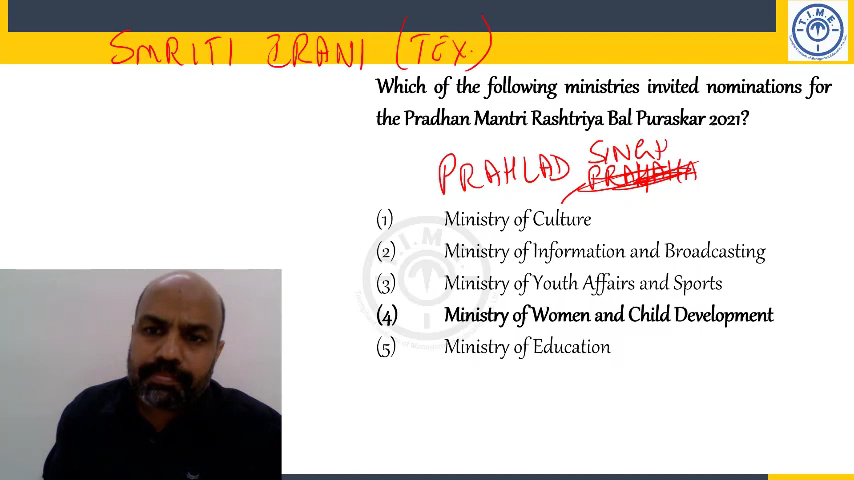 SMRITI IRANI (TEX.)
T.I.M.E.
Which of the following ministries invited nominations for
the Pradhan Mantri Rashtriya Bal Puraskar 2021?
PRAHLAD SINGH
(1) Ministry of Culture
(2) Ministry of Information and Broadcasting
(3) Ministry of Youth Affairs and Sports
(4) Ministry of Women and Child Development
(5) Ministry of Education